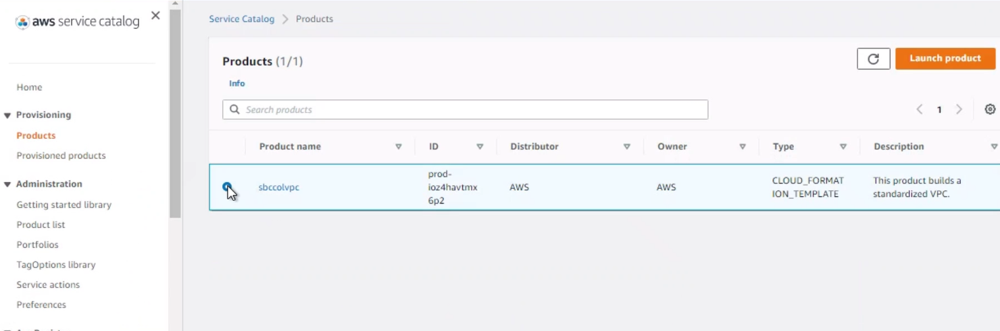 aws service catalog
Home
Provisioning
Products
Provisioned products
Administration
Getting started library
Product list
Portfolios
TagOptions library
Service actions
Preferences
Service Catalog > Products
Products (1/1)
Launch product
Info
Search products
1
Product name ID Distributor Owner Type Description
sbccolvpc prod-ioz4havtmx6p2 AWS AWS CLOUD_FORMATION_TEMPLATE This product builds a standardized VPC.